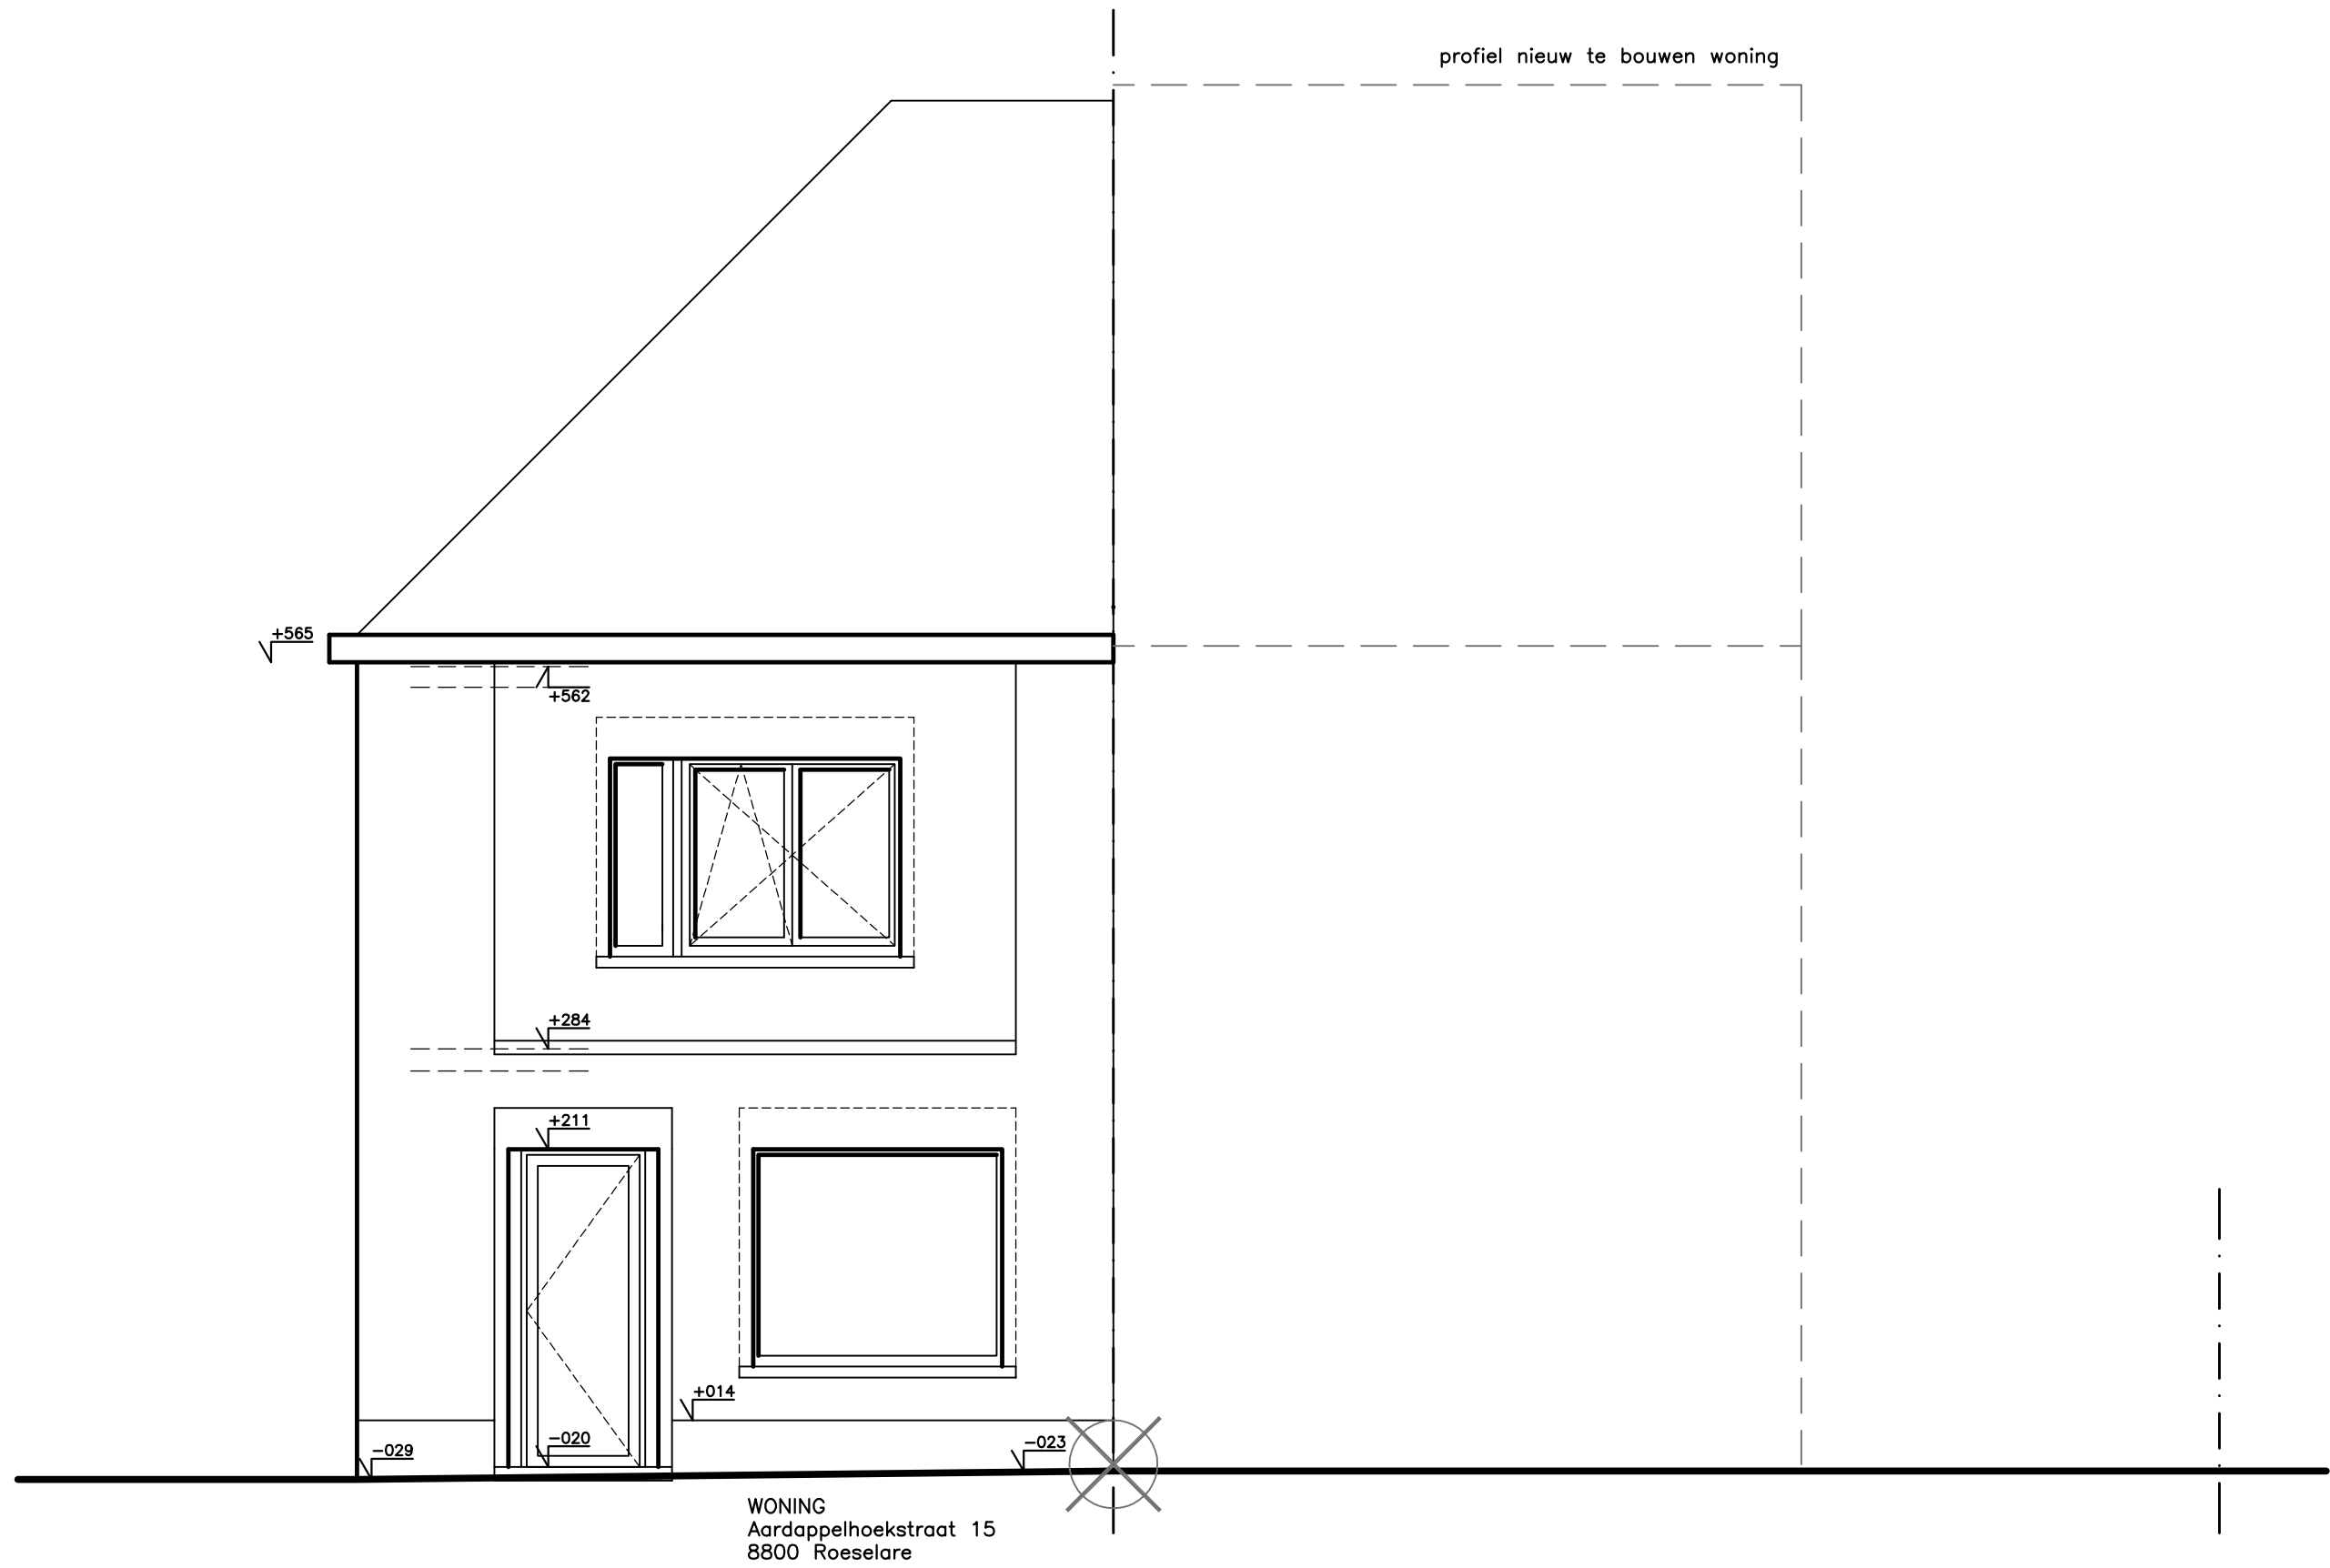 profiel nieuw te bouwen woning
+565
+562
+284
+211
+014
-020
-029
-023
WONING
Aardappelhoekstraat 15
8800 Roeselare